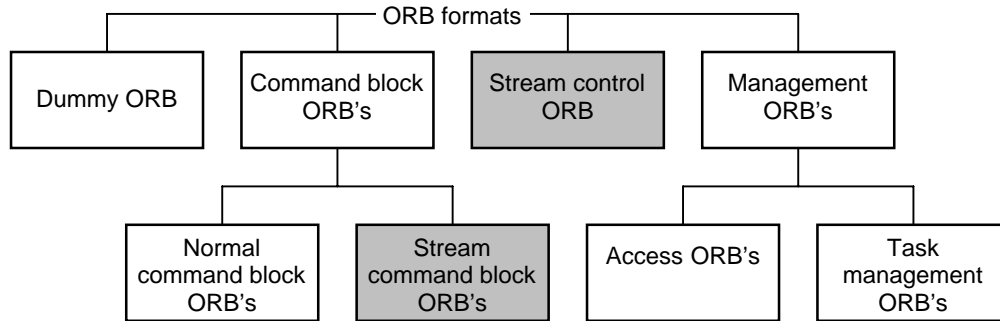 ORB formats
Dummy ORB
Command block
ORB's
Stream control
ORB
Management
ORB's
Normal
command block
ORB's
Stream
command block
ORB's
Access ORB's
Task
management
ORB's